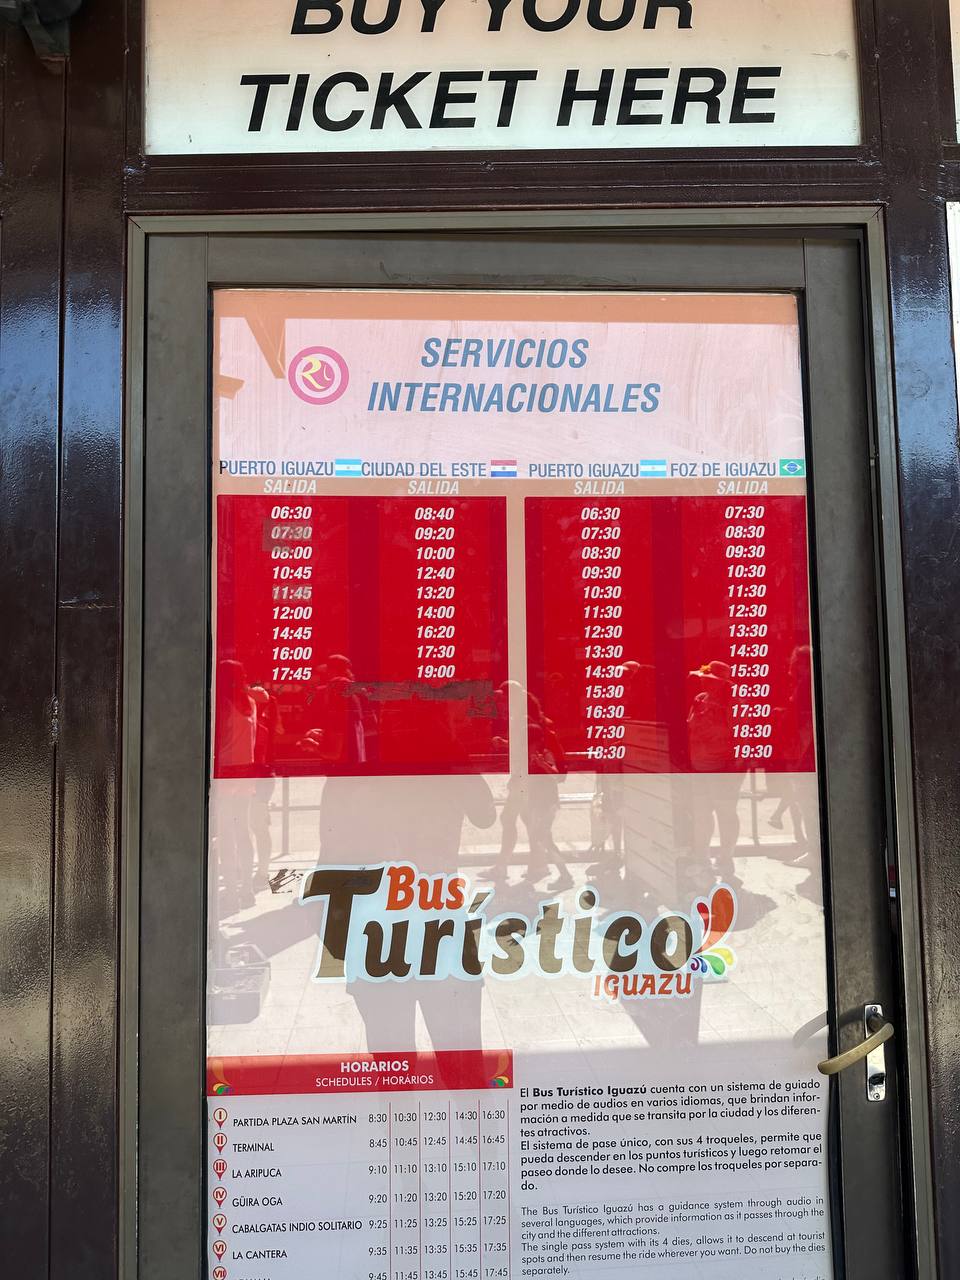 BUY YOUR
TICKET HERE
SERVICIOS
INTERNACIONALES
PUERTO IGUAZU CIUDAD DEL ESTE PUERTO IGUAZU FOZ DE IGUAZU
SALIDA SALIDA SALIDA SALIDA
06:30 08:40 06:30 07:30
07:30 09:20 07:30 08:30
08:00 10:00 08:30 09:30
10:45 12:40 09:30 10:30
11:45 13:20 10:30 11:30
12:00 14:00 11:30 12:30
14:45 16:20 12:30 13:30
16:00 17:30 13:30 14:30
17:45 19:00 14:30 15:30
15:30 16:30
16:30 17:30
17:30 18:30
18:30 19:30
Bus
Turístico
IGUAZU
HORARIOS
SCHEDULES / HORÁRIOS
I PARTIDA PLAZA SAN MARTÍN 8:30 10:30 12:30 14:30 16:30
II TERMINAL 8:45 10:45 12:45 14:45 16:45
III LA ARIPUCA 9:10 11:10 13:10 15:10 17:10
IV GÜIRA OGA 9:20 11:20 13:20 15:20 17:20
V CABALGATAS INDIO SOLITARIO 9:25 11:25 13:25 15:25 17:25
VI LA CANTERA 9:35 11:35 13:35 15:35 17:35
VII 9:45 11:45 13:45 15:45 17:45
El Bus Turístico Iguazú cuenta con un sistema de guiado
por medio de audios en varios idiomas, que brindan infor-
mación a medida que se transita por la ciudad y los diferen-
tes atractivos.
El sistema de pase único, con sus 4 troqueles, permite que
pueda descender en los puntos turísticos y luego retomar el
paseo donde lo desee. No compre los troqueles por separa-
do.
The Bus Turístico Iguazú has a guidance system through audio in
several languages, which provide information as it passes through the
city and the different attractions.
The single pass system with its 4 dies, allows it to descend at tourist
spots and then resume the ride wherever you want. Do not buy the dies
separately.